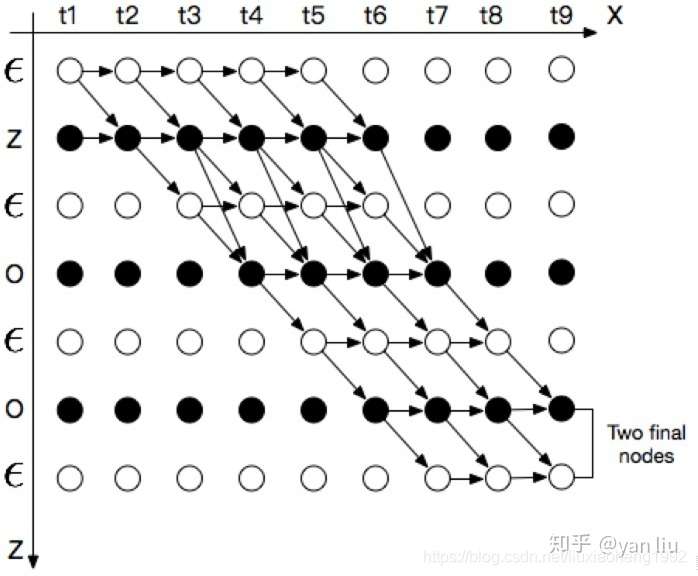 t1 t2 t3 t4 t5 t6 t7 t8 t9 X
ϵ
Z
ϵ
O
ϵ
O
ϵ
Two final
nodes
Z
知乎 @yan liu
https://blog.csdn.net/liuxiaoheng1992